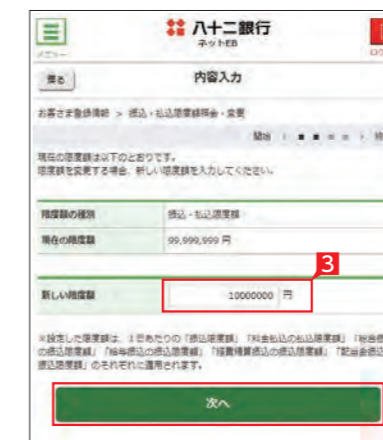 八十二銀行
ネットEB
メニュー
戻る
内容入力
お客さま登録情報 > 振込・払込限度額照会・変更
開始
現在の限度額は以下のとおりです。
限度額を変更する場合、新しい限度額を入力してください。
限度額の種別 振込・払込限度額
現在の限度額 99,999,999 円
3
新しい限度額 10000000 円
※設定した限度額は、1日あたりの「振込限度額」「料金払込の払込限度額」「総合振
の振込限度額」「給与振込の振込限度額」「経費精算振込の振込限度額」「配当金振込
振込限度額」のそれぞれに適用されます。
次へ